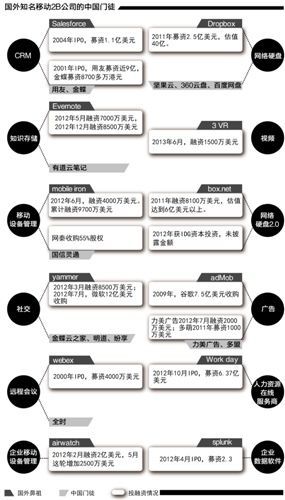 国外知名移动2B公司的中国门徒
Salesforce
Dropbox
CRM
2004年IPO，募资1.1亿美元
2011年募资2.5亿美元，估值
40亿。
网络硬盘
2001年IPO，用友募资近9亿，
金蝶募资8700多万港元
用友、金蝶
坚果云、360云盘、百度网盘
Evernote
3 VR
知识存储
2012年5月融资7000万美元，
2012年12月融资8500万美元
2013年6月，融资1500万美元
视频
有道云笔记
mobile iron
box.net
移动
设备管理
2012年6月，融资4000万美元，
累计融资9700万美元
2011年融资8100万美元，估值
达到6亿美元以上。
网络
硬盘2.0
网秦收购55%股权
2012年获IDG资本投资，未披
露金额
国信灵通
yammer
adMob
社交
2012年3月融资8500万美元；
2012年7月，微软12亿美元
收购
2009年，谷歌7.5亿美元收购
广告
力美广告2012年7月融资2000
万美元；多萌2011年募资1000
万美元
金蝶云之家、明道、纷享
力美广告、多盟
webex
Work day
远程会议
2000年IPO，募资4000万美元
2012年10月IPO，募资6.37亿
美元
人力资源
在线
服务商
全时
airwatch
splunk
企业移动
设备管理
2012年2月融资2亿美元，5月
这轮增加2500万美元
2012年4月IPO，募资2.3
企业
数据软件
国外鼻祖
中国门徒
投融资情况